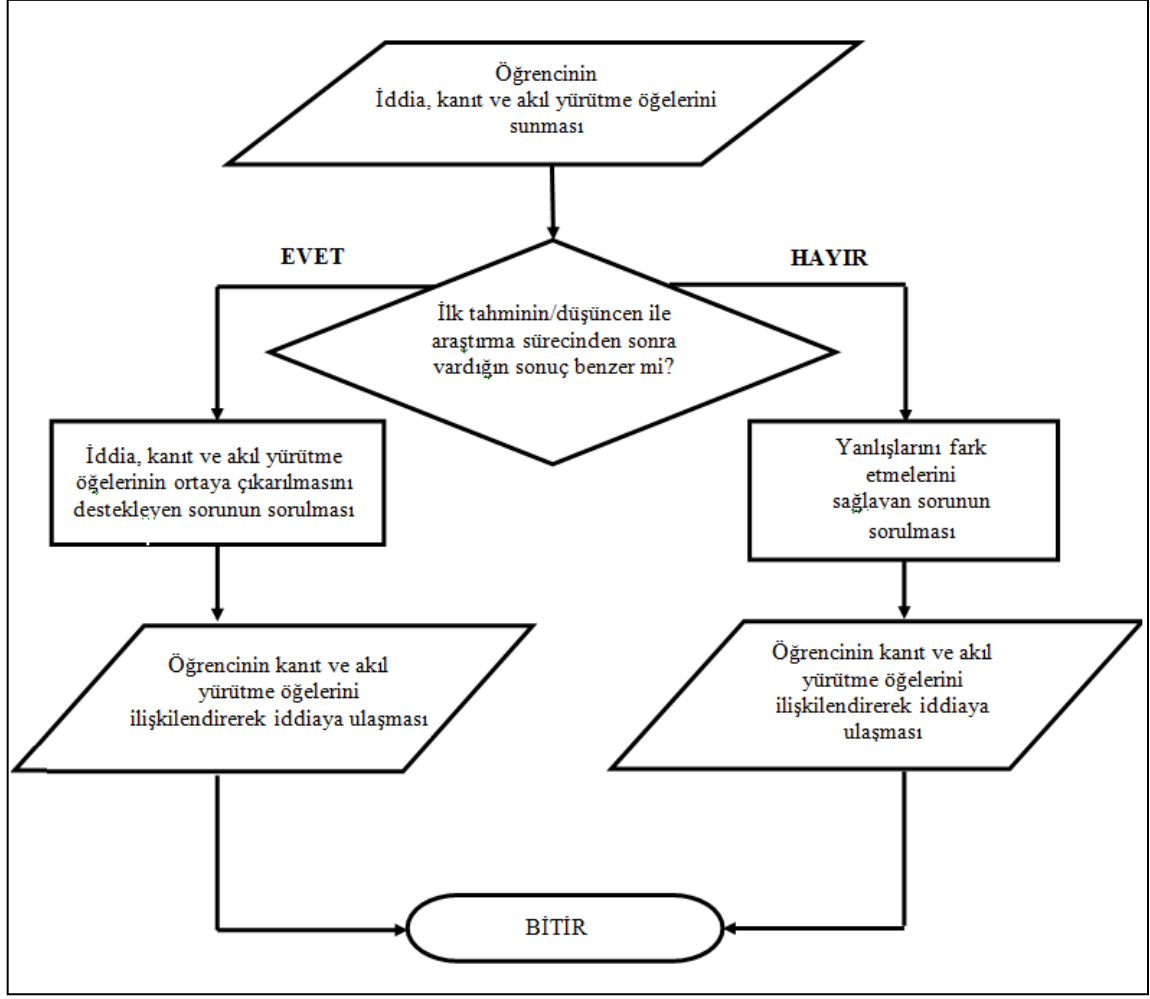 Öğrencinin
İddia, kanıt ve akıl yürütme öğelerini
sunması
EVET
HAYIR
İlk tahminin/düşüncen ile
araştırma sürecinden sonra
vardığın sonuç benzer mi?
İddia, kanıt ve akıl yürütme
öğelerinin ortaya çıkarılmasını
destekleyen sorunun sorulması
Yanlışlarını fark
etmelerini
sağlayan sorunun
sorulması
Öğrencinin kanıt ve akıl
yürütme öğelerini
ilişkilendirerek iddiaya ulaşması
Öğrencinin kanıt ve akıl
yürütme öğelerini
ilişkilendirerek iddiaya
ulaşması
BİTİR